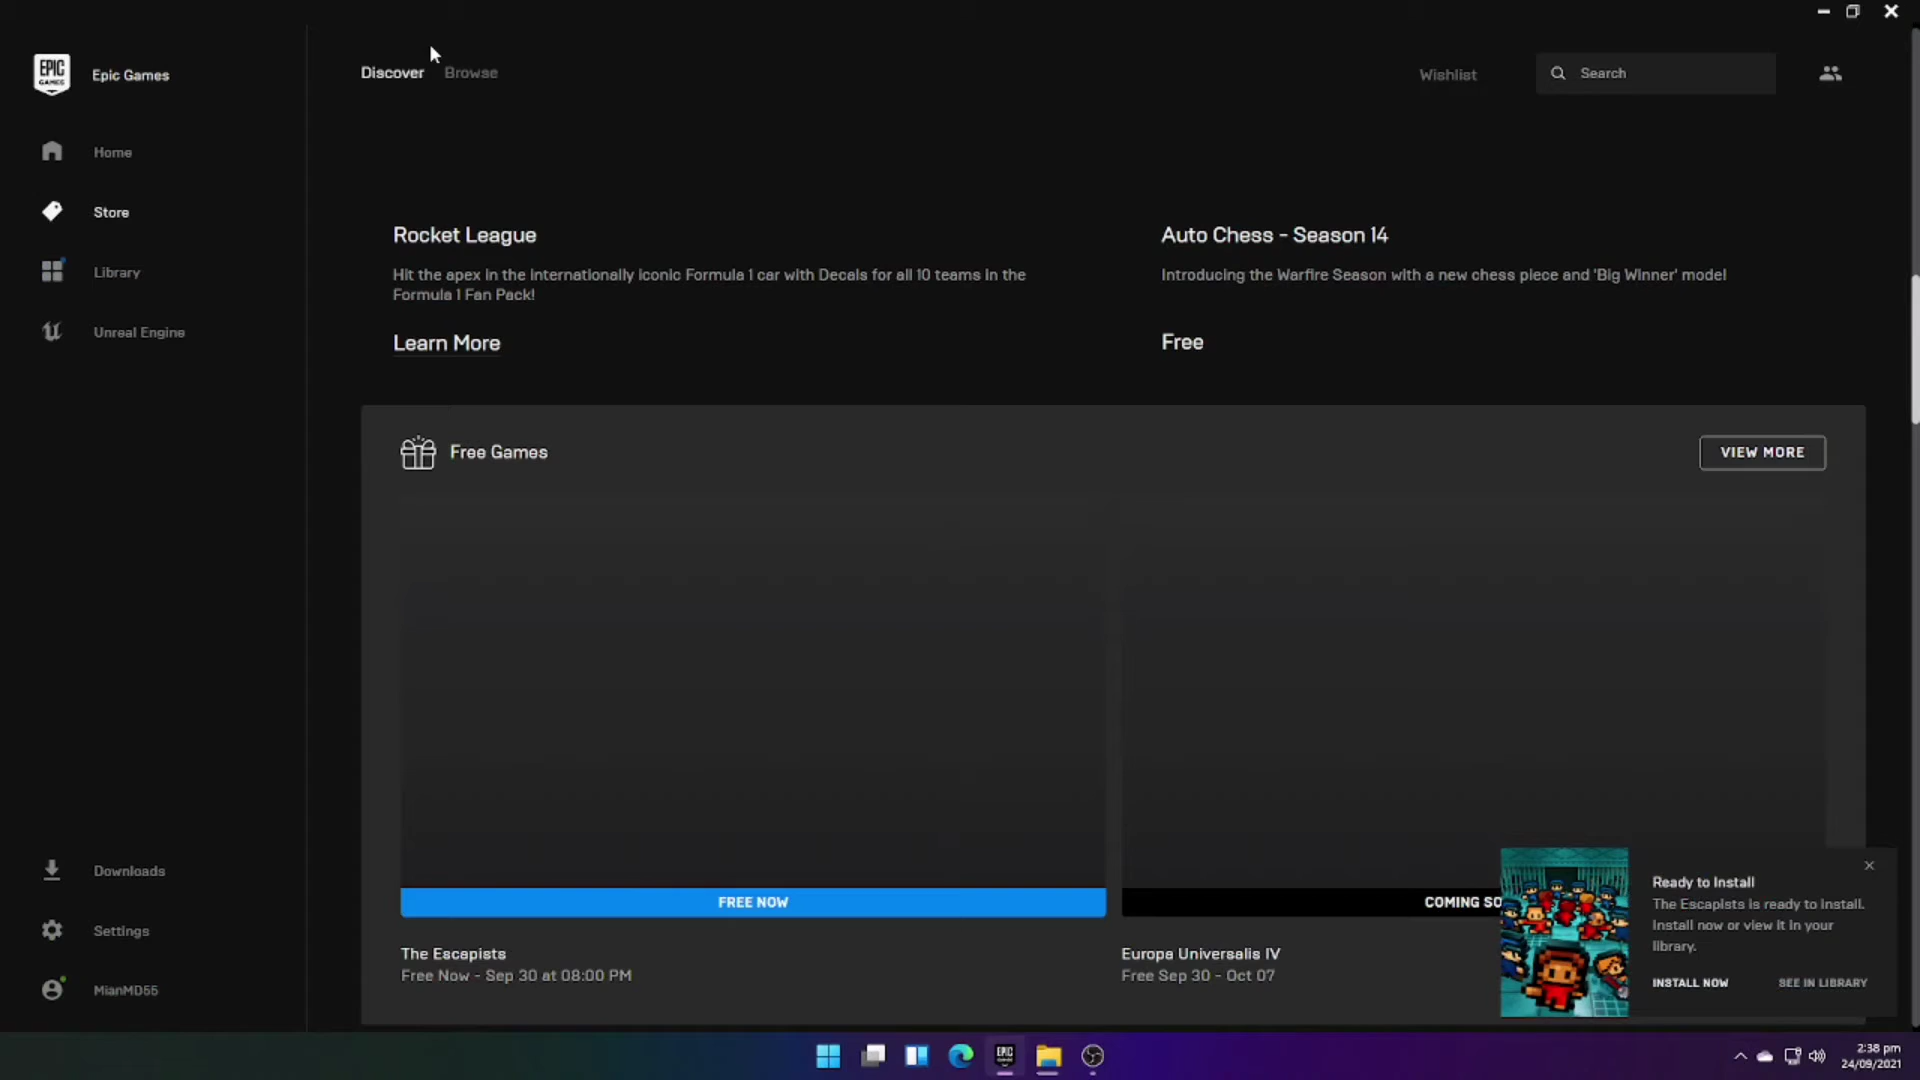 EPIC GAMES
Epic Games
Discover
Browse
Wishlist
Search
Home
Store
Library
Unreal Engine
Rocket League
Hit the apex in the internationally iconic Formula 1 car with Decals for all 10 teams in the
Formula 1 Fan Pack!
Learn More
Auto Chess - Season 14
Introducing the Warfire Season with a new chess piece and 'Big Winner' model!
Free
Free Games
VIEW MORE
FREE NOW
COMING SO
The Escapists
Free Now - Sep 30 at 08:00 PM
Europa Universalis IV
Free Sep 30 - Oct 07
Ready to Install
The Escapists is ready to install.
Install now or view it in your
library.
INSTALL NOW
SEE IN LIBRARY
Downloads
Settings
MianMD55
EPIC GAMES
2:38 pm
24/09/2021